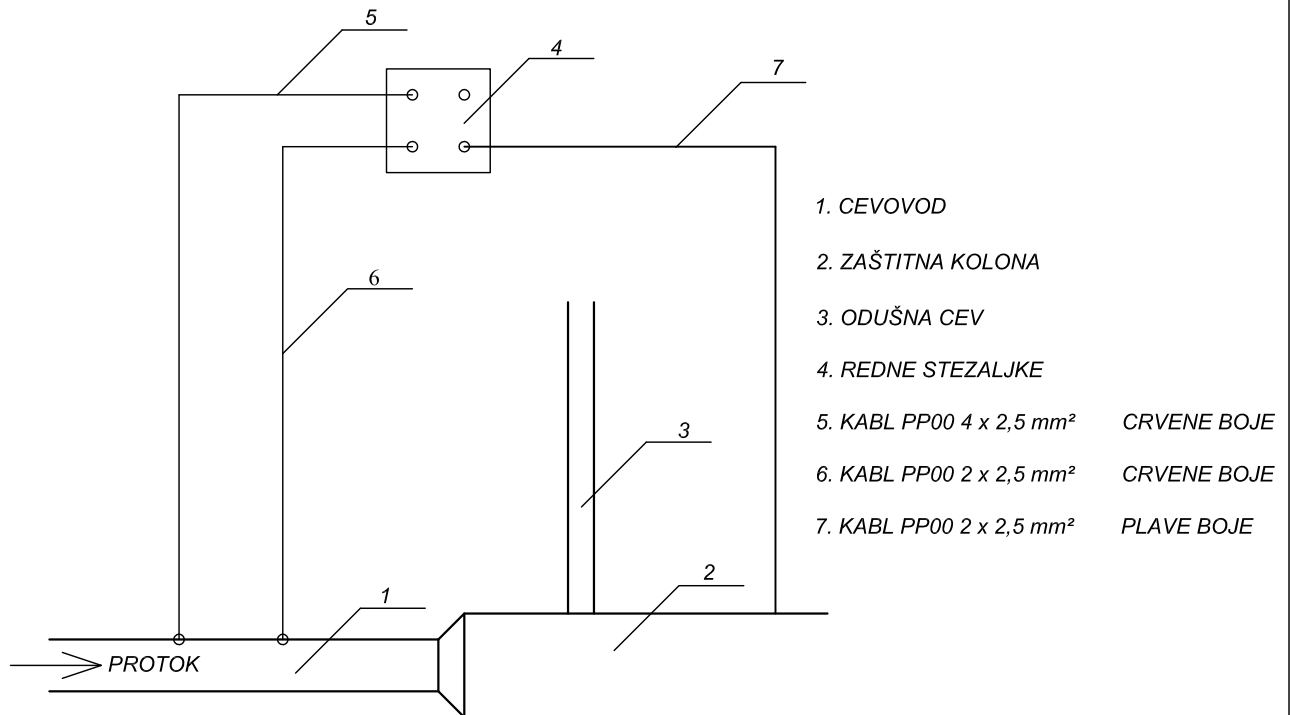 5
4
7
1. CEVOVOD
2. ZAŠTITNA KOLONA
6
3. ODUŠNA CEV
4. REDNE STEZALJKE
3
5. KABL PP00 4 x 2,5 mm² CRVENE BOJE
6. KABL PP00 2 x 2,5 mm² CRVENE BOJE
7. KABL PP00 2 x 2,5 mm² PLAVE BOJE
2
1
PROTOK